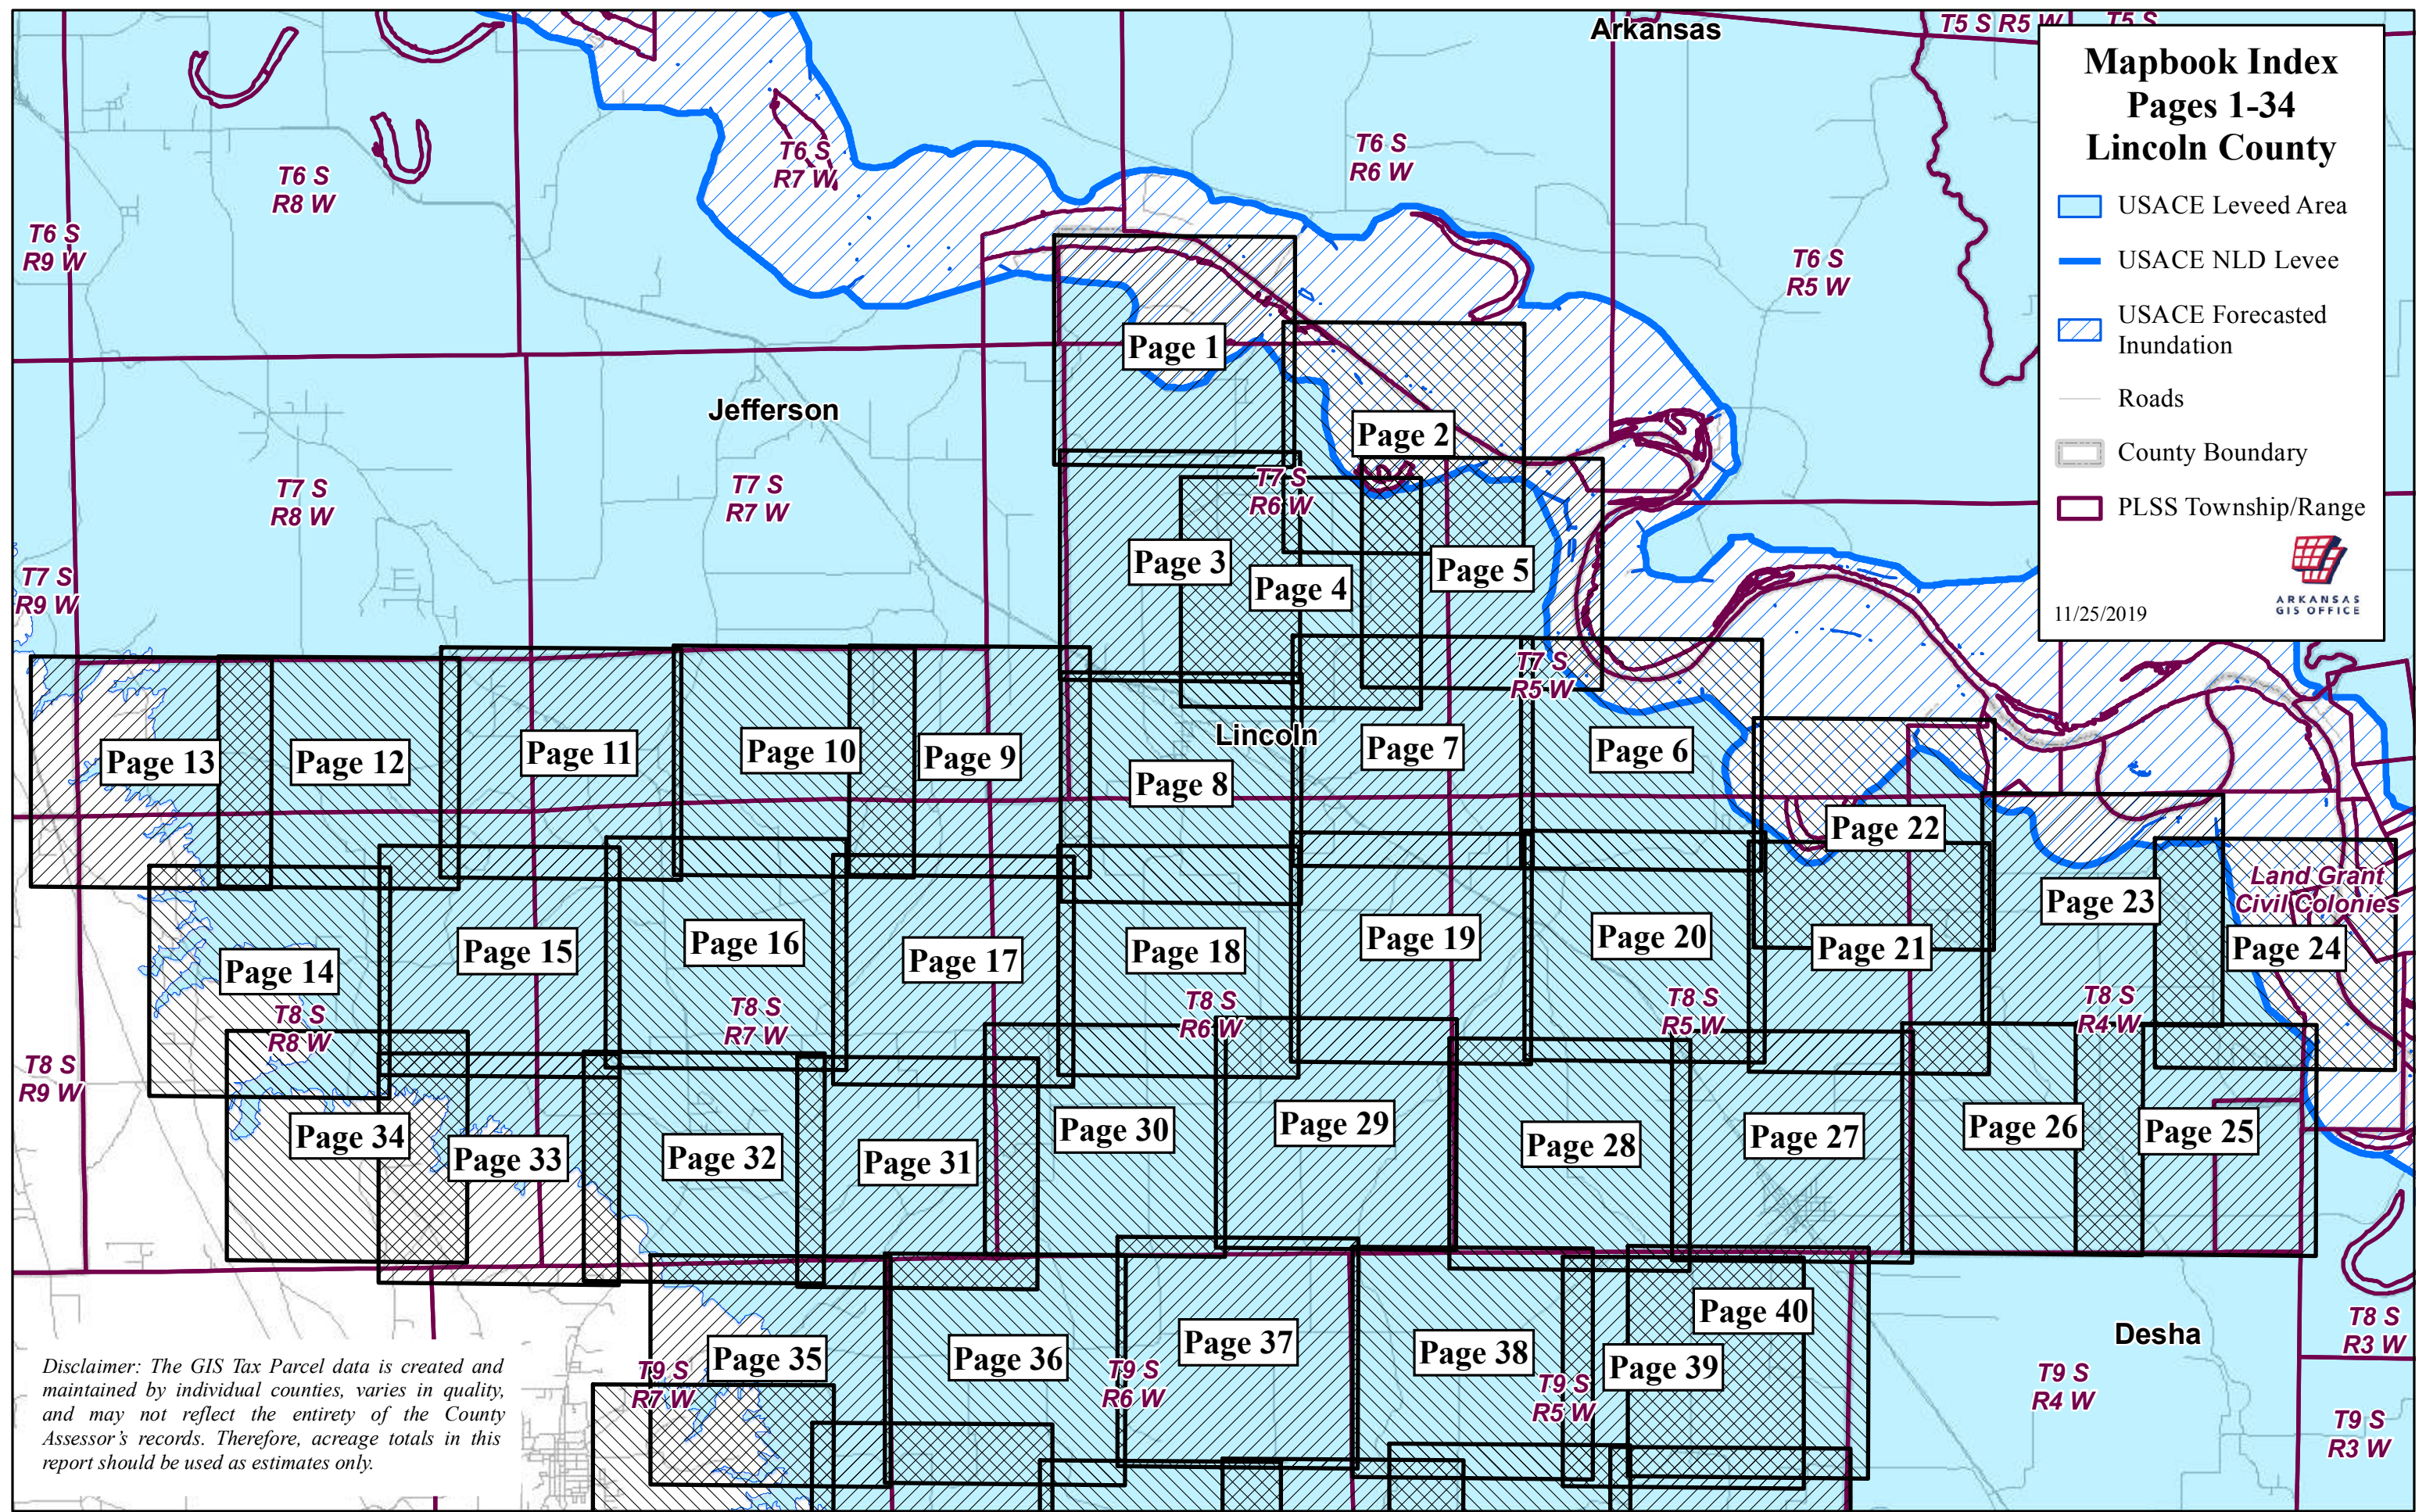 Arkansas
T5 S R5 W
T5 S
Mapbook Index
Pages 1-34
Lincoln County
USACE Leveed Area
USACE NLD Levee
USACE Forecasted
Inundation
Roads
County Boundary
PLSS Township/Range
11/25/2019
ARKANSAS
GIS OFFICE
T6 S
R9 W
T6 S
R8 W
T6 S
R7 W
T6 S
R6 W
T6 S
R5 W
Page 1
Jefferson
Page 2
T7 S
R9 W
T7 S
R8 W
T7 S
R7 W
T7 S
R6 W
Page 3
Page 4
Page 5
T7 S
R5 W
Page 13
Page 12
Page 11
Page 10
Page 9
Lincoln
Page 8
Page 7
Page 6
Page 22
Page 23
Land Grant
Civil Colonies
Page 24
Page 14
Page 15
Page 16
Page 17
Page 18
Page 19
Page 20
Page 21
T8 S
R9 W
T8 S
R8 W
T8 S
R7 W
T8 S
R6 W
T8 S
R5 W
T8 S
R4 W
Page 34
Page 33
Page 32
Page 31
Page 30
Page 29
Page 28
Page 27
Page 26
Page 25
Page 35
Page 36
Page 37
Page 38
Page 39
Page 40
Desha
T8 S
R3 W
T9 S
R7 W
T9 S
R6 W
T9 S
R5 W
T9 S
R4 W
T9 S
R3 W
Disclaimer: The GIS Tax Parcel data is created and
maintained by individual counties, varies in quality,
and may not reflect the entirety of the County
Assessor's records. Therefore, acreage totals in this
report should be used as estimates only.